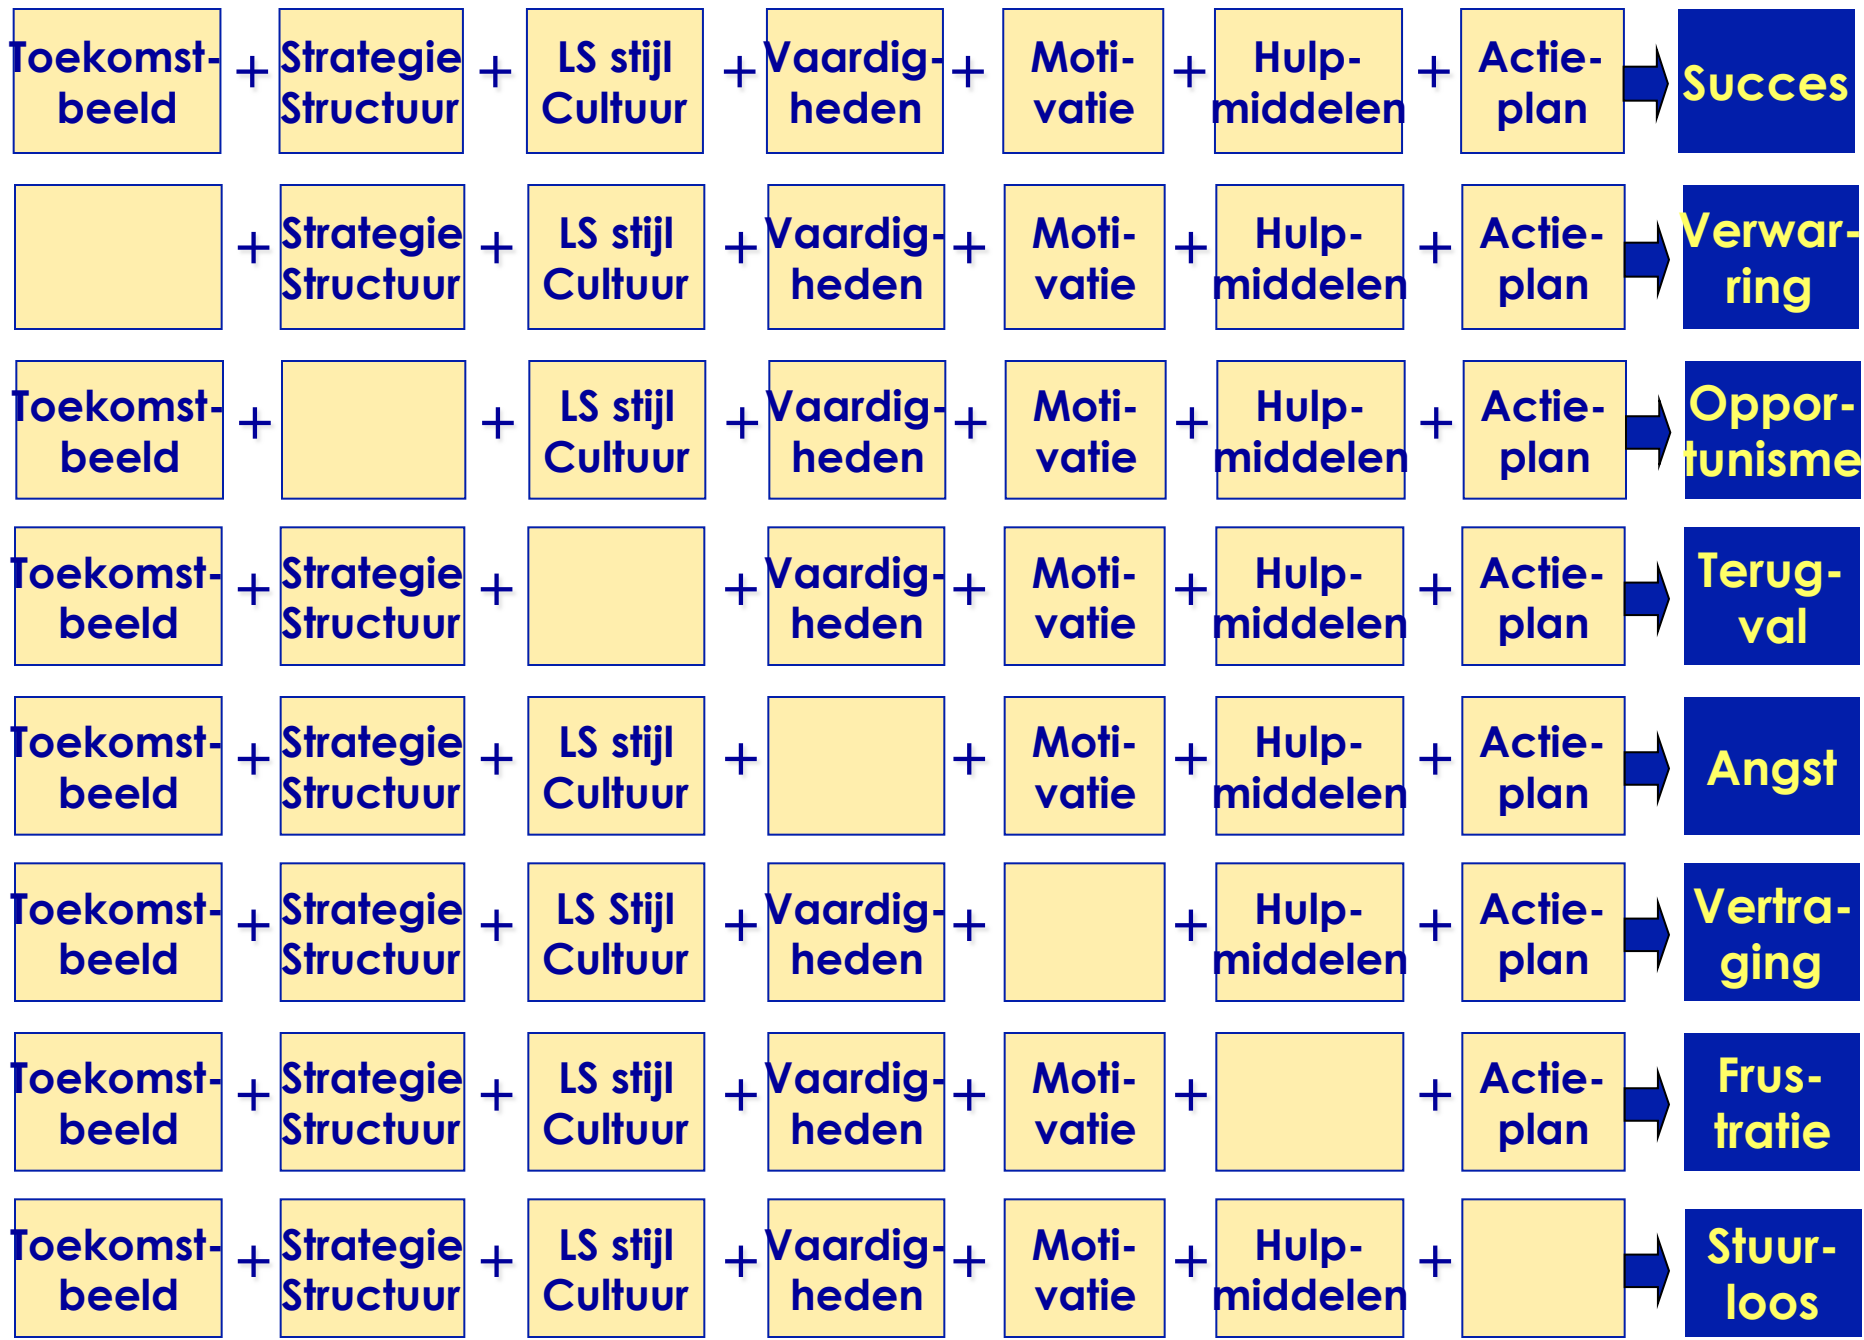 Toekomst- + Strategie + LS stijl + Vaardig- + Moti- + Hulp- + Actie- Succes
beeld Structuur Cultuur heden vatie middelen plan
+ Strategie + LS stijl + Vaardig- + Moti- + Hulp- + Actie- Verwar-
Structuur Cultuur heden vatie middelen plan ring
Toekomst- + + LS stijl + Vaardig- + Moti- + Hulp- + Actie- Oppor-
beeld Cultuur heden vatie middelen plan tunisme
Toekomst- + Strategie + + Vaardig- + Moti- + Hulp- + Actie- Terug-
beeld Structuur heden vatie middelen plan val
Toekomst- + Strategie + LS stijl + + Moti- + Hulp- + Actie- Angst
beeld Structuur Cultuur vatie middelen plan
Toekomst- + Strategie + LS Stijl + Vaardig- + + Hulp- + Actie- Vertra-
beeld Structuur Cultuur heden middelen plan ging
Toekomst- + Strategie + LS stijl + Vaardig- + Moti- + + Actie- Frus-
beeld Structuur Cultuur heden vatie plan tratie
Toekomst- + Strategie + LS stijl + Vaardig- + Moti- + Hulp- + Stuur-
beeld Structuur Cultuur heden vatie middelen loos